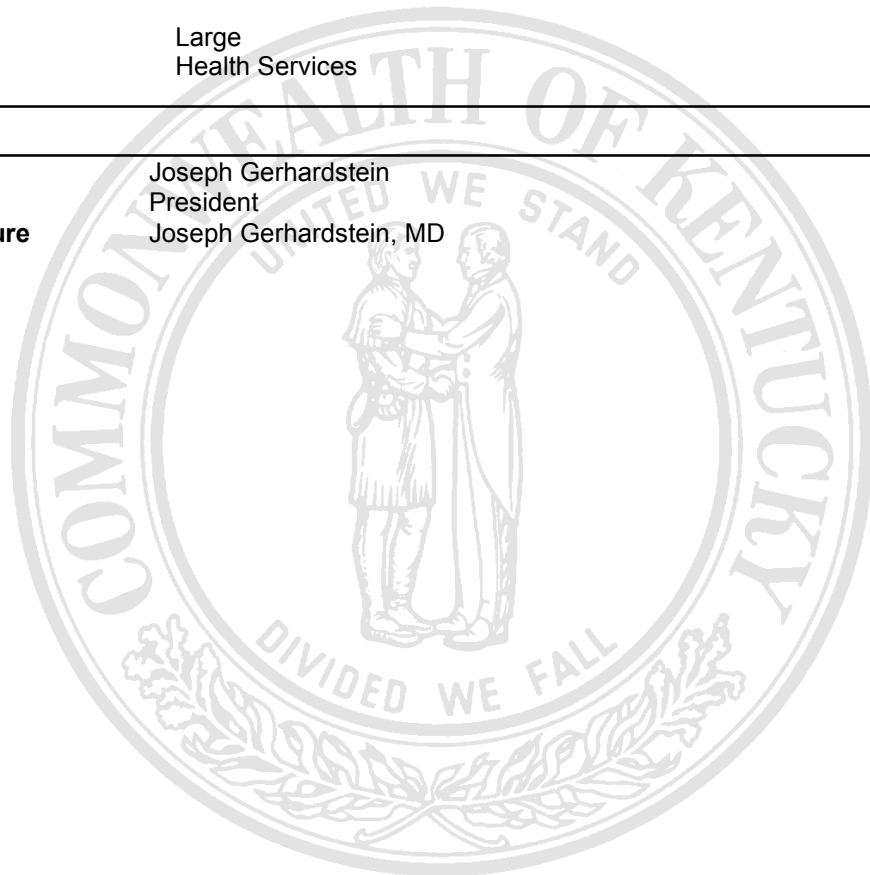 Large
Health Services
Joseph Gerhardstein
President
ure Joseph Gerhardstein, MD
COMMONWEALTH OF KENTUCKY
UNITED WE STAND
DIVIDED WE FALL